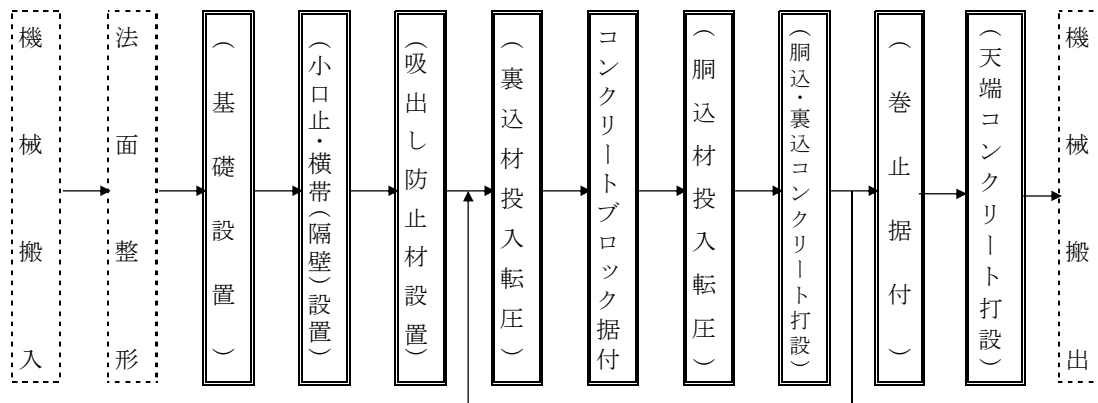 機械搬入
法面整形
（基礎設置）
（小口止・横帯（隔壁）設置）
（吸出し防止材設置）
（裏込材投入転圧）
コンクリートブロック据付
（胴込材投入転圧）
（胴込・裏込コンクリート打設）
（巻止据付）
（天端コンクリート打設）
機械搬出